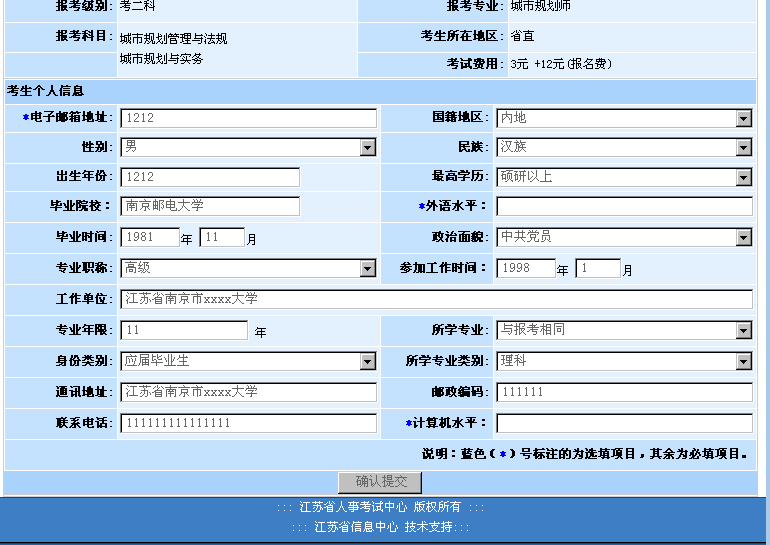 报考级别: 考二科 报考专业: 城市规划师
报考科目: 城市规划管理与法规 考生所在地区: 省直
城市规划与实务 考试费用: 3元 +12元(报名费)
考生个人信息
*电子邮箱地址: 1212 国籍地区: 内地
性别: 男 民族: 汉族
出生年份: 1212 最高学历: 硕研以上
毕业院校: 南京邮电大学 *外语水平:
毕业时间: 1981 年 11 月 政治面貌: 中共党员
专业职称: 高级 参加工作时间: 1998 年 1 月
工作单位: 江苏省南京市xxxx大学
专业年限: 11 年 所学专业: 与报考相同
身份类别: 应届毕业生 所学专业类别: 理科
通讯地址: 江苏省南京市xxxx大学 邮政编码: 111111
联系电话: 111111111111111 *计算机水平:
说明:蓝色(*)号标注的为选填项目,其余为必填项目。
确认提交
::: 江苏省人事考试中心 版权所有 :::
::: 江苏省信息中心 技术支持:::